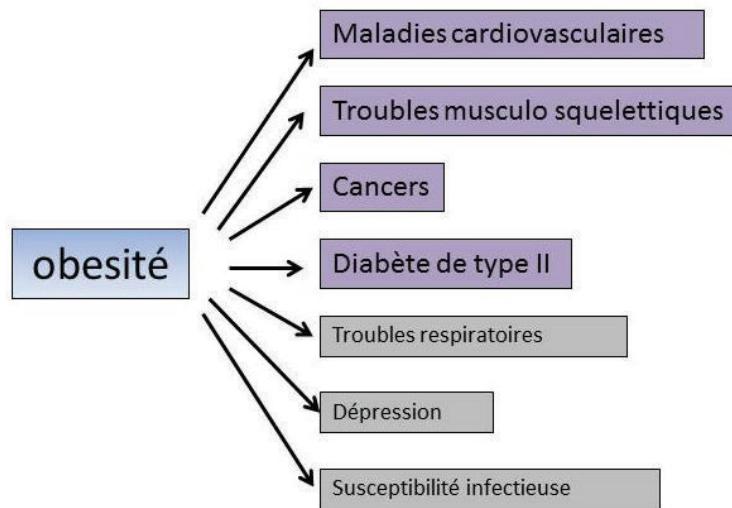 Maladies cardiovasculaires
Troubles musculo squelettiques
Cancers
obesité
Diabète de type II
Troubles respiratoires
Dépression
Susceptibilité infectieuse